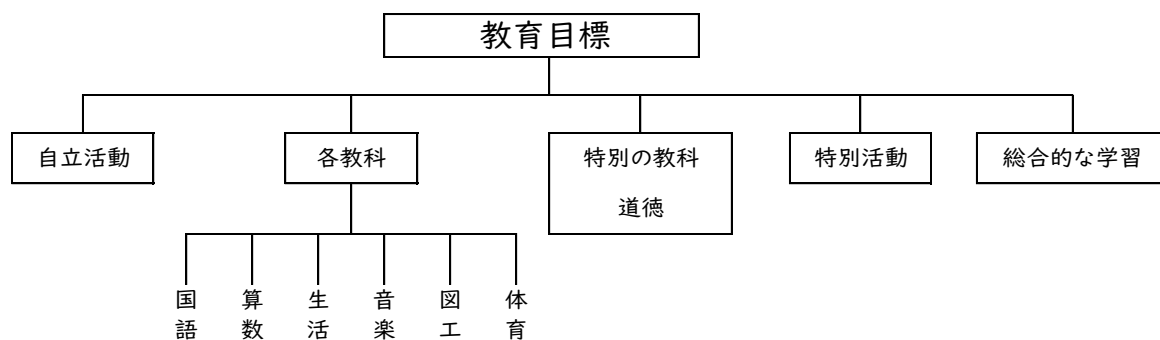 教育目標
自立活動
各教科
特別の教科
道徳
特別活動
総合的な学習
国語
算数
生活
音楽
図工
体育